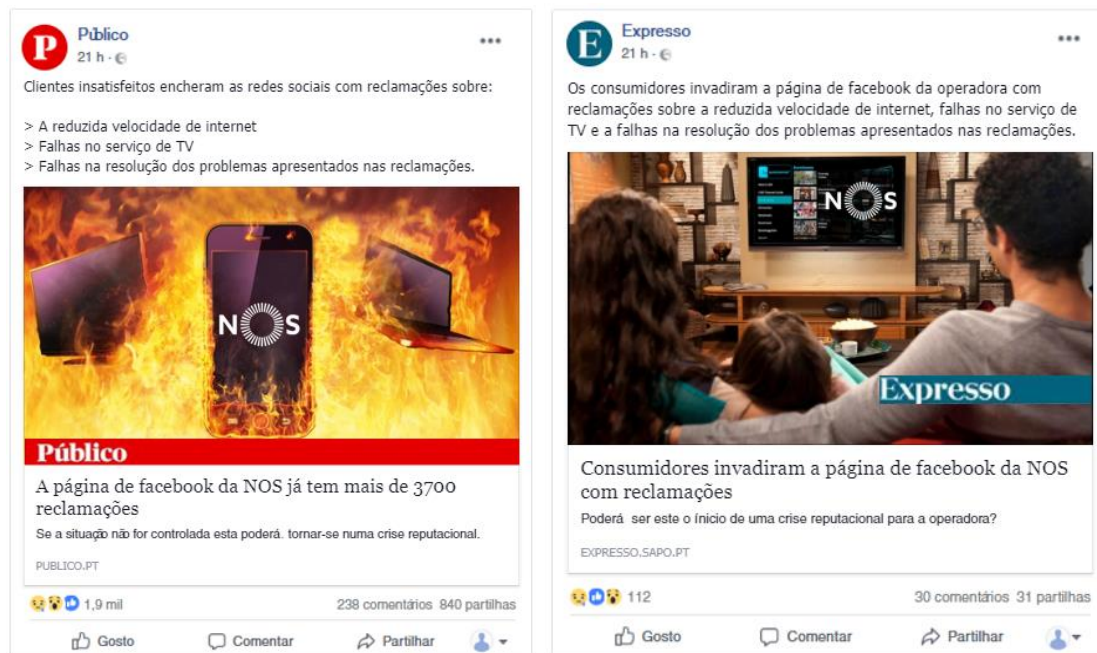 Público
21 h ·
Clientes insatisfeitos encheram as redes sociais com reclamações sobre:
> A reduzida velocidade de internet
> Falhas no serviço de TV
> Falhas na resolução dos problemas apresentados nas reclamações.
NOS
Público
A página de facebook da NOS já tem mais de 3700
reclamações
Se a situação não for controlada esta poderá. tornar-se numa crise reputacional.
PUBLICO.PT
1,9 mil
238 comentários 840 partilhas
Gosto
Comentar
Partilhar
Expresso
21 h ·
Os consumidores invadiram a página de facebook da operadora com
reclamações sobre a reduzida velocidade de internet, falhas no serviço de
TV e a falhas na resolução dos problemas apresentados nas reclamações.
NOS
Expresso
Consumidores invadiram a página de facebook da NOS
com reclamações
Poderá ser este o ínicio de uma crise reputacional para a operadora?
EXPRESSO.SAPO.PT
112
30 comentários 31 partilhas
Gosto
Comentar
Partilhar